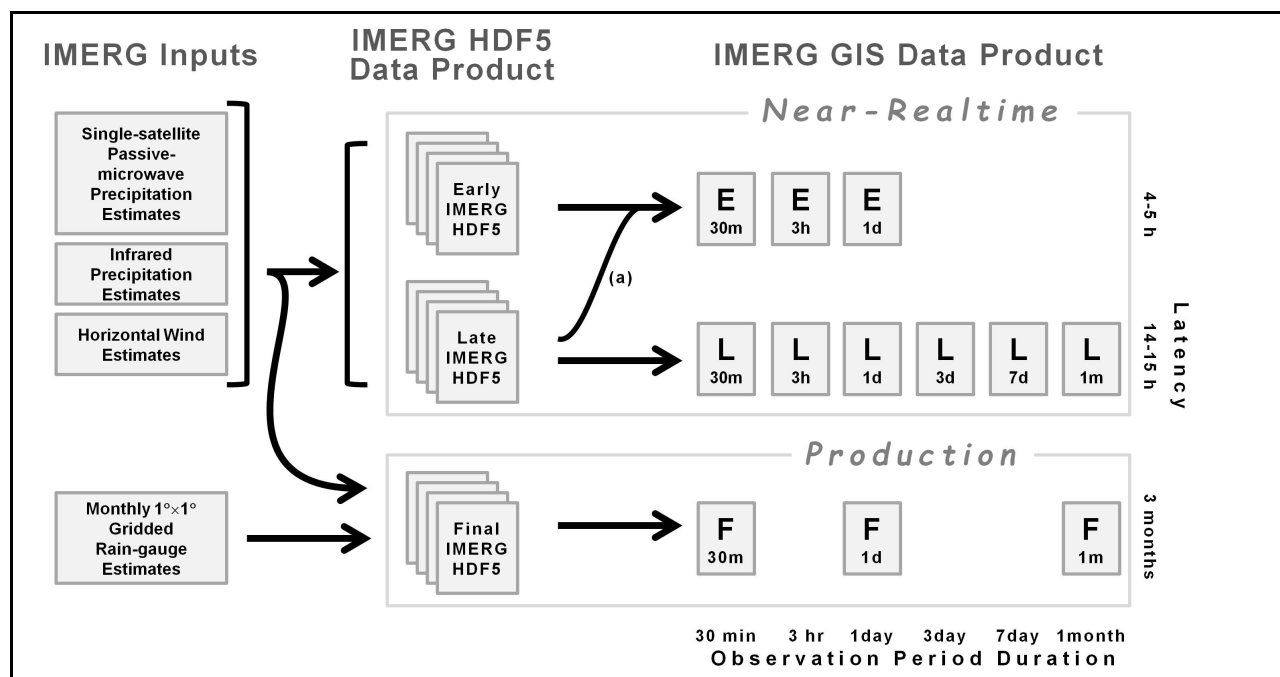 IMERG Inputs
IMERG HDF5
Data Product
IMERG GIS Data Product
Near-Realtime
Single-satellite
Passive-
microwave
Precipitation
Estimates
Infrared
Precipitation
Estimates
Horizontal Wind
Estimates
Early
IMERG
HDF5
E
30m
E
3h
E
1d
4-5 h
(a)
Late
IMERG
HDF5
L
30m
L
3h
L
1d
L
3d
L
7d
L
1m
14-15 h
Latency
Production
Monthly 1°×1°
Gridded
Rain-gauge
Estimates
Final
IMERG
HDF5
F
30m
F
1d
F
1m
3 months
30 min 3 hr 1day 3day 7day 1month
Observation Period Duration